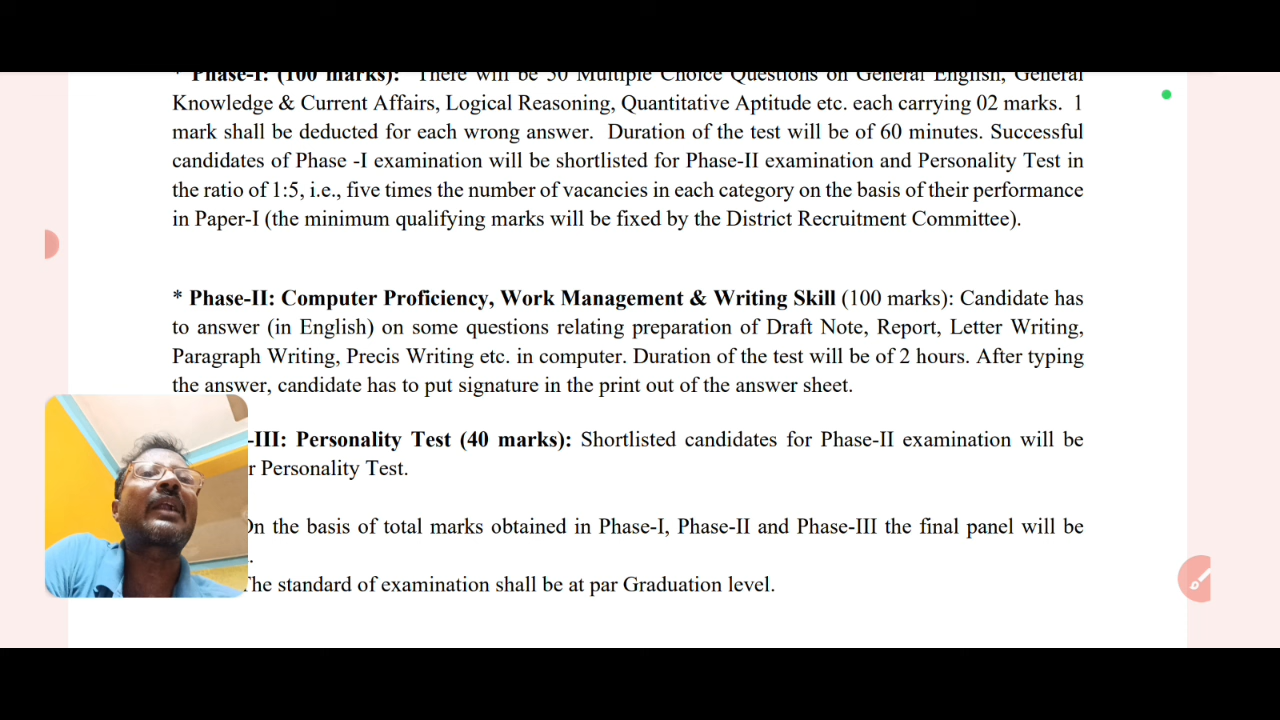 * Phase-I: (100 marks): There will be 50 Multiple Choice Questions on General English, General
Knowledge & Current Affairs, Logical Reasoning, Quantitative Aptitude etc. each carrying 02 marks. 1
mark shall be deducted for each wrong answer. Duration of the test will be of 60 minutes. Successful
candidates of Phase -I examination will be shortlisted for Phase-II examination and Personality Test in
the ratio of 1:5, i.e., five times the number of vacancies in each category on the basis of their performance
in Paper-I (the minimum qualifying marks will be fixed by the District Recruitment Committee).
* Phase-II: Computer Proficiency, Work Management & Writing Skill (100 marks): Candidate has
to answer (in English) on some questions relating preparation of Draft Note, Report, Letter Writing,
Paragraph Writing, Precis Writing etc. in computer. Duration of the test will be of 2 hours. After typing
the answer, candidate has to put signature in the print out of the answer sheet.
-III: Personality Test (40 marks): Shortlisted candidates for Phase-II examination will be
r Personality Test.
On the basis of total marks obtained in Phase-I, Phase-II and Phase-III the final panel will be
.
The standard of examination shall be at par Graduation level.